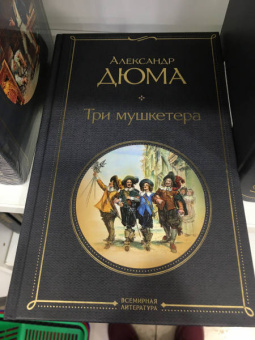 АЛЕКСАНДР
ДЮМА
Три мушкетера
ВСЕМИРНАЯ
ЛИТЕРАТУРА